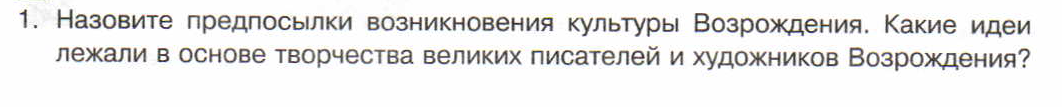 1. Назовите предпосылки возникновения культуры Возрождения. Какие идеи
лежали в основе творчества великих писателей и художников Возрождения?